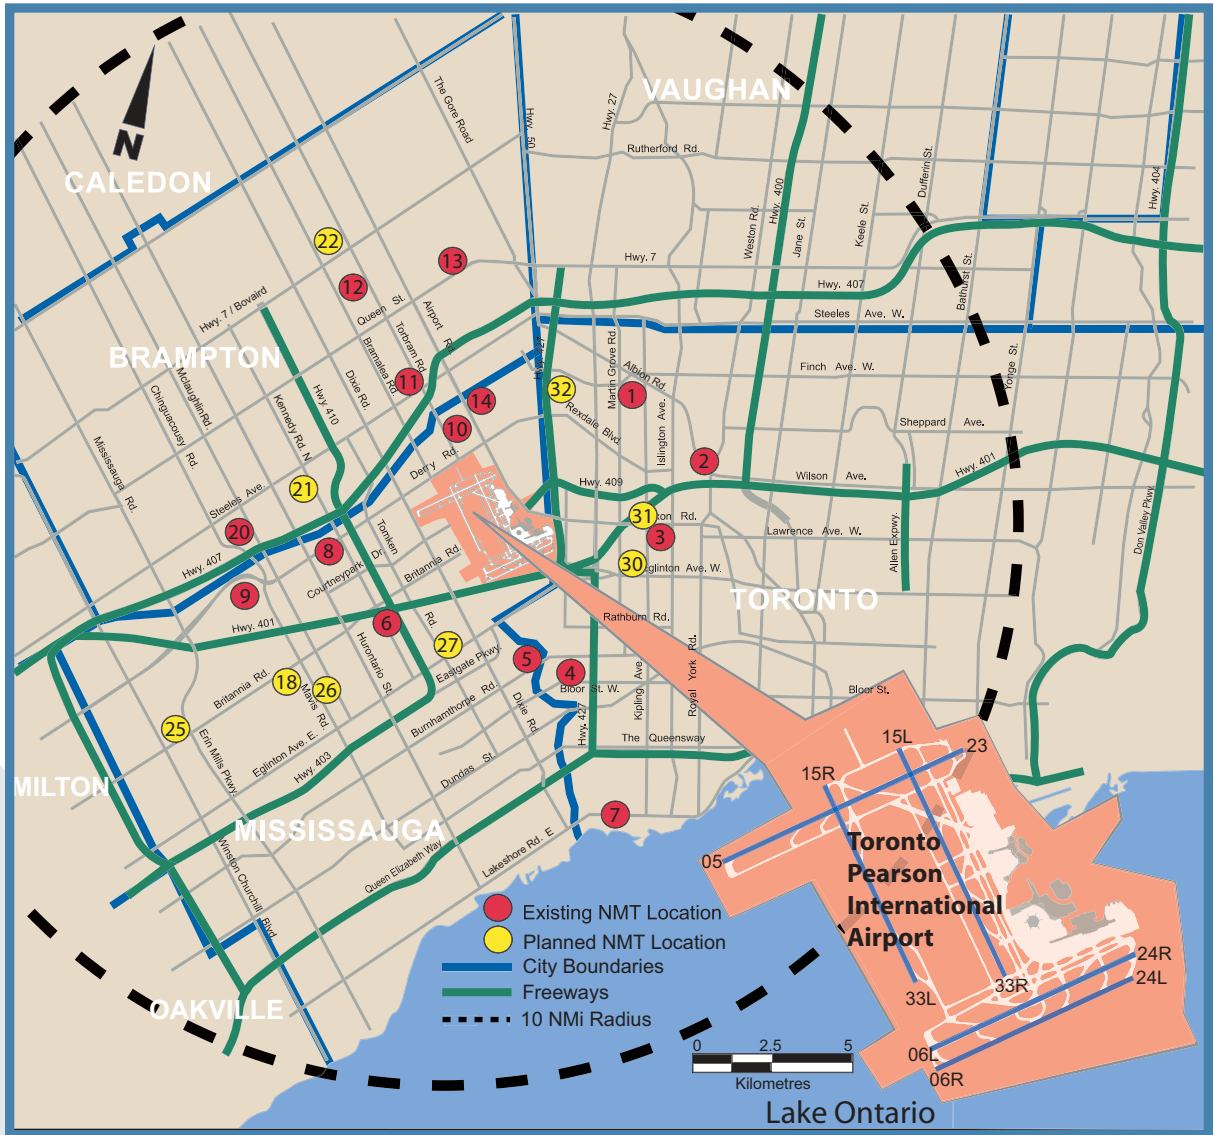 VAUGHAN
CALEDON
BRAMPTON
TORONTO
MISSISSAUGA
MILTON
OAKVILLE
N
The Gore Road
Hwy. 50
Hwy. 27
Rutherford Rd.
Hwy. 400
Weston Rd.
Jane St.
Keele St.
Dufferin St.
Hwy. 404
Bathurst St.
Hwy. 7
Hwy. 407
Steeles Ave. W.
Yonge St.
Finch Ave. W.
Sheppard Ave.
Hwy. 401
Wilson Ave.
Lawrence Ave. W.
Allen Expwy.
Don Valley Pkwy.
Hwy. 7 / Bovaird
Queen St.
Airport Rd.
Torbram Rd.
Bramalea Rd.
Dixie Rd.
Hwy. 410
Kennedy Rd. N
Mclaughlin Rd.
Chinguacousy Rd.
Mississauga Rd.
Steeles Ave.
Hwy. 407
Derry Rd.
Courtneypark Dr.
Tomken Rd.
Britannia Rd.
Hwy. 401
Hurontario St.
Eastgate Pkwy.
Burnhamthorpe Rd.
Dixie Rd.
Dundas St.
Mavis Rd.
Britannia Rd.
Eglinton Ave. E.
Hwy. 403
Erin Mills Pkwy.
Winston Churchill Blvd
Queen Elizabeth Way
Lakeshore Rd. E
Hwy. 427
Martin Grove Rd.
Albion Rd.
Islington Ave.
Rexdale Blvd
Hwy. 409
xon Rd.
glinton Ave. W.
Rathburn Rd.
Kipling Ave.
Royal York Rd.
Bloor St. W.
Bloor St.
Hwy. 427
The Queensway
22
12
13
11
14
10
32
1
2
21
20
8
9
6
31
3
30
27
5
4
18
26
25
7
15L
23
15R
05
Toronto
Pearson
International
Airport
33L
33R
24R
24L
06L
06R
Existing NMT Location
Planned NMT Location
City Boundaries
Freeways
10 NMi Radius
0 2.5 5
Kilometres
Lake Ontario